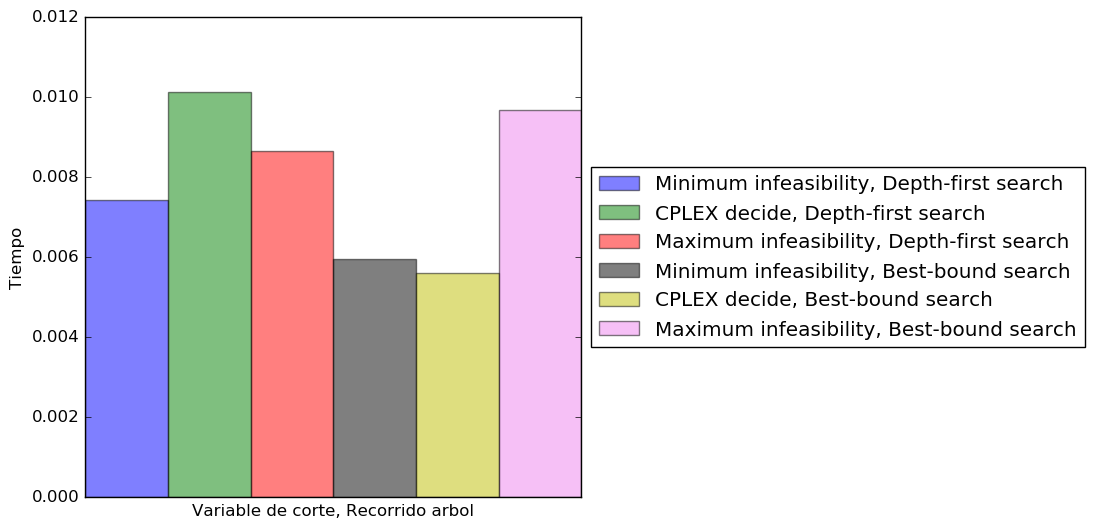 0.012
0.010
0.008
0.006
0.004
0.002
0.000
Tiempo
Variable de corte, Recorrido arbol
Minimum infeasibility, Depth-first search
CPLEX decide, Depth-first search
Maximum infeasibility, Depth-first search
Minimum infeasibility, Best-bound search
CPLEX decide, Best-bound search
Maximum infeasibility, Best-bound search